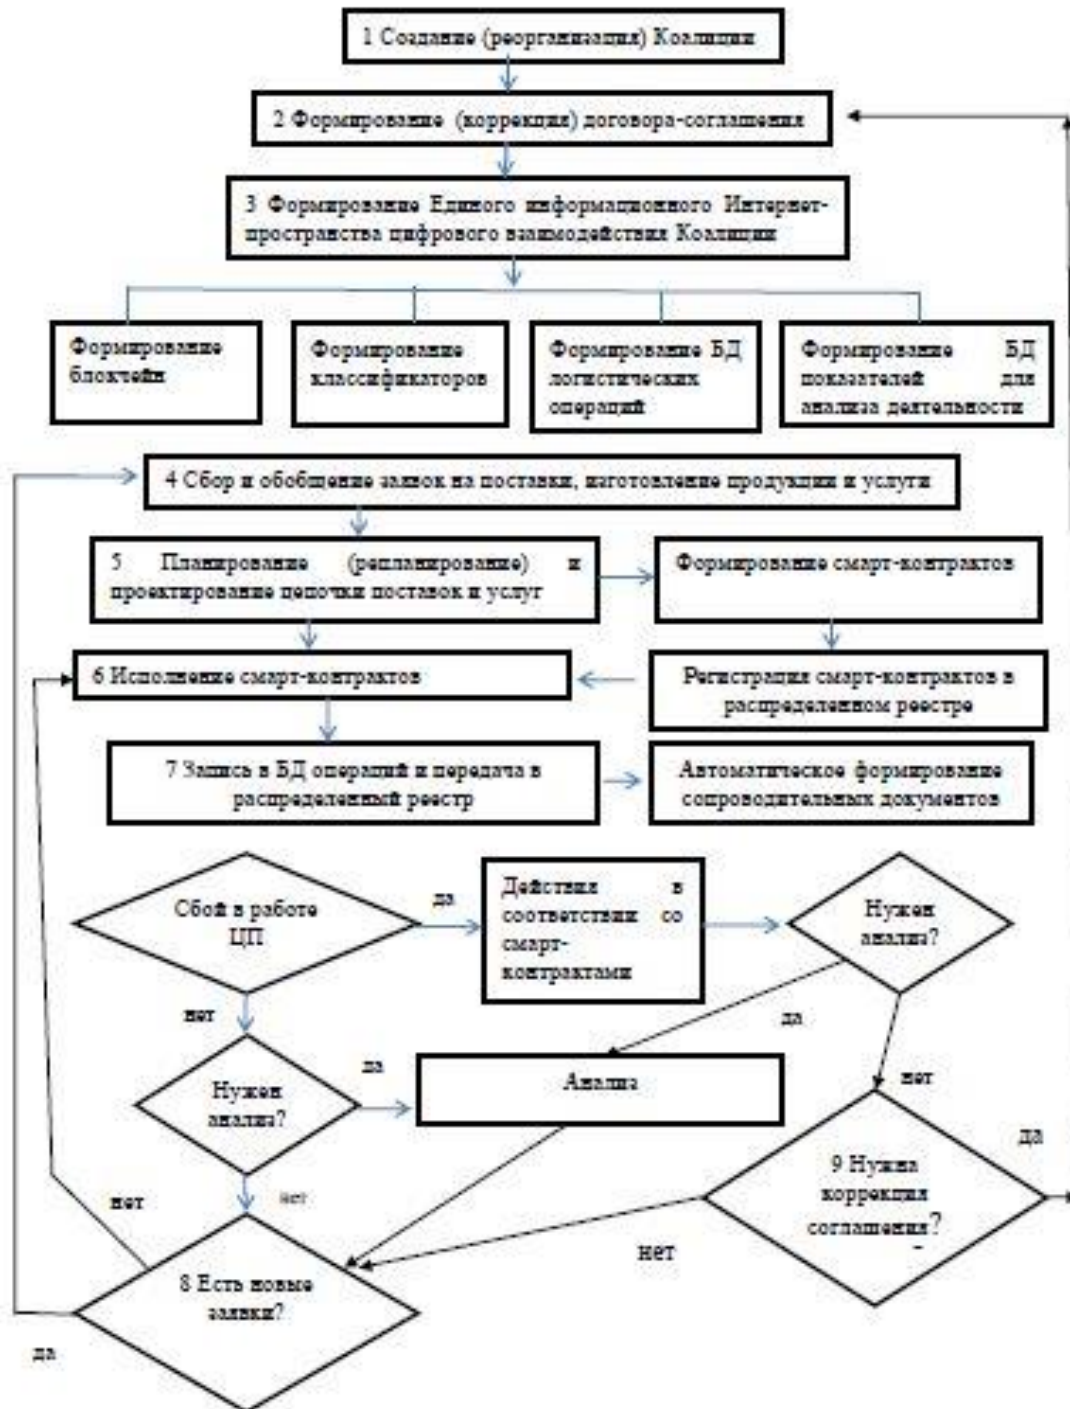 1 Создание (реорганизация) Коалиции
2 Формирование (коррекция) договора-соглашения
3 Формирование Единого информационного Интернет-
пространства цифрового взаимодействия Коалиции
Формирование
блокчейн
Формирование
классификаторов
Формирование БД
логистических
операций
Формирование БД
показателей для
анализа деятельности
4 Сбор и обобщение заявок на поставки, изготовление продукции и услуги
5 Планирование (репланирование) и
проектирование цепочки поставок и услуг
Формирование смарт-контрактов
6 Исполнение смарт-контрактов
Регистрация смарт-контрактов в
распределенном реестре
7 Запись в БД операций и передача в
распределенный реестр
Автоматическое формирование
сопроводительных документов
Сбой в работе
ЦП
да
Действия в
соответствии со
смарт-
контрактами
Нужен
анализ?
нет
да
Нужен
анализ?
да
Анализ
нет
9 Нужна
коррекция
соглашения?
да
нет
нет
нет
8 Есть новые
заявки?
да